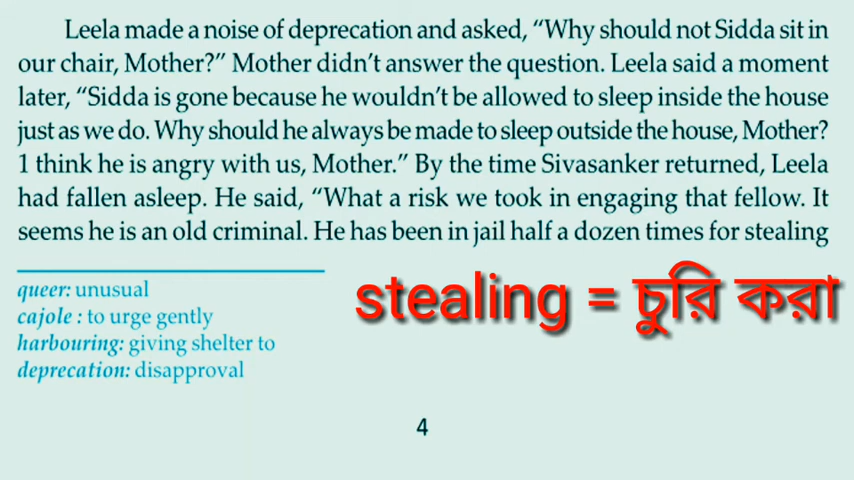 Leela made a noise of deprecation and asked, “Why should not Sidda sit in
our chair, Mother?” Mother didn’t answer the question. Leela said a moment
later, “Sidda is gone because he wouldn’t be allowed to sleep inside the house
just as we do. Why should he always be made to sleep outside the house, Mother?
1 think he is angry with us, Mother.” By the time Sivasanker returned, Leela
had fallen asleep. He said, “What a risk we took in engaging that fellow. It
seems he is an old criminal. He has been in jail half a dozen times for stealing
stealing = চুরি করা
queer: unusual
cajole : to urge gently
harbouring: giving shelter to
deprecation: disapproval
4